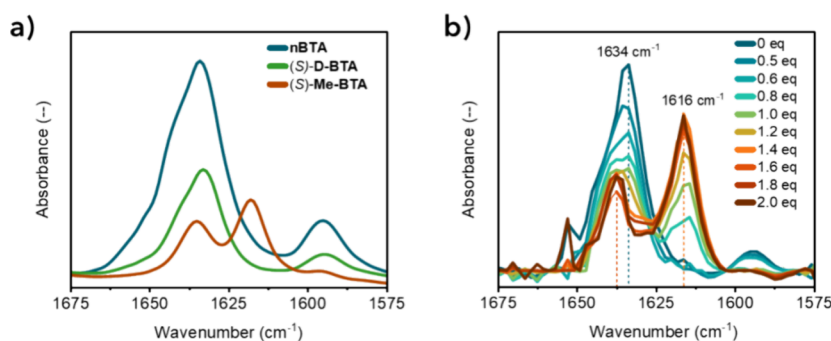 a)
nBTA
(S)-D-BTA
(S)-Me-BTA
Absorbance (--)
1675 1650 1625 1600 1575
Wavenumber (cm-1)
b)
1634 cm-1
1616 cm-1
0 eq
0.5 eq
0.6 eq
0.8 eq
1.0 eq
1.2 eq
1.4 eq
1.6 eq
1.8 eq
2.0 eq
Absorbance (--)
1675 1650 1625 1600 1575
Wavenumber (cm-1)